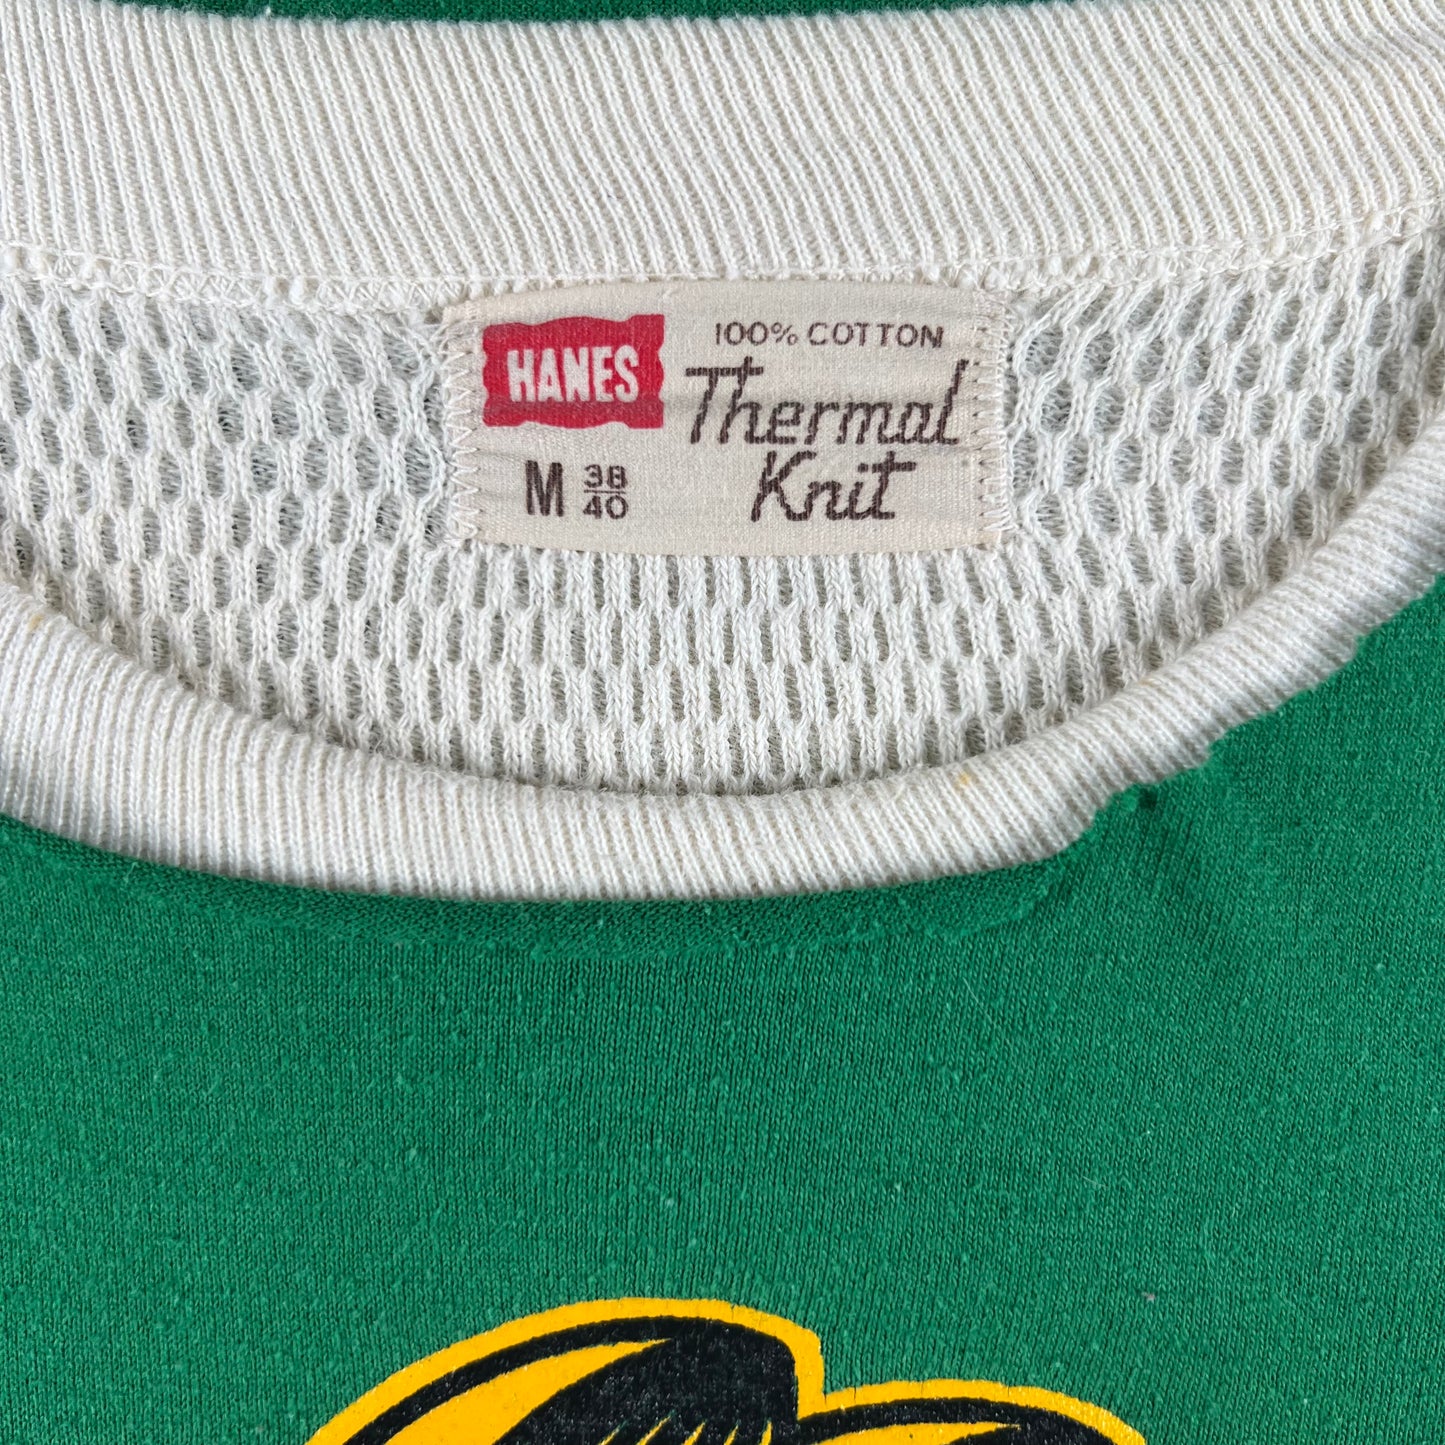 HANES
100% COTTON
Thermal
Knit
M 38/40